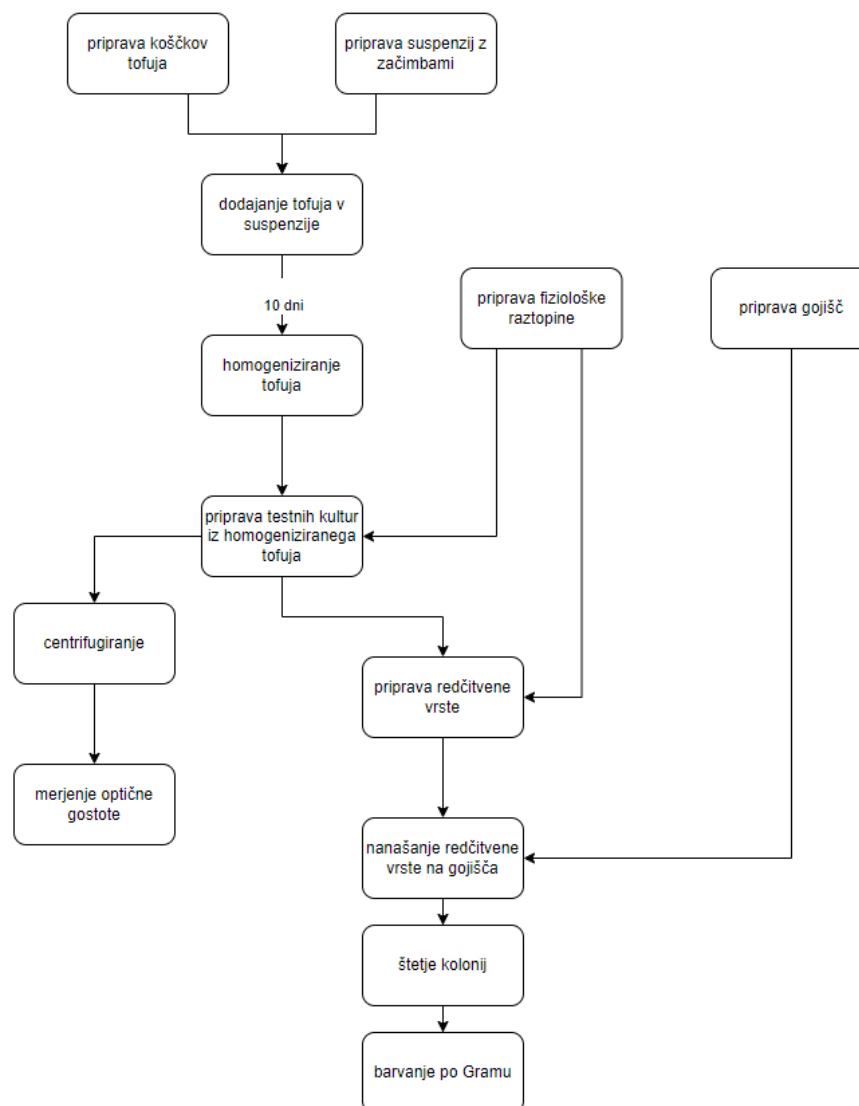 priprava koščkov
tofuja
priprava suspenzij z
začimbami
dodajanje tofuja v
suspenzije
10 dni
priprava fiziološke
raztopine
priprava gojišč
homogeniziranje
tofuja
priprava testnih kultur
iz homogeniziranega
tofuja
centrifugiranje
priprava redčitvene
vrste
merjenje optične
gostote
nanašanje redčitvene
vrste na gojišča
štetje kolonij
barvanje po Gramu